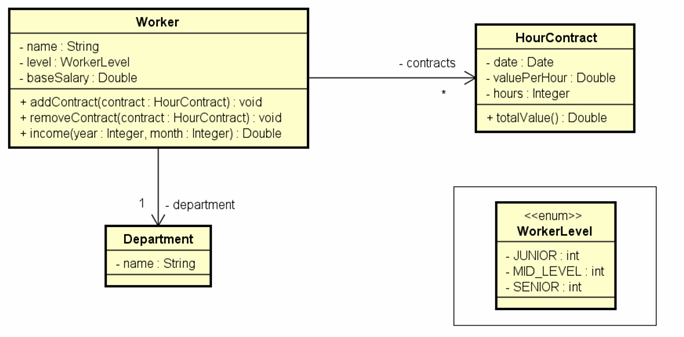 Worker
- name : String
- level : WorkerLevel
- baseSalary : Double
+ addContract(contract : HourContract) : void
+ removeContract(contract : HourContract) : void
+ income(year : Integer, month : Integer) : Double
- contracts
*
HourContract
- date : Date
- valuePerHour : Double
- hours : Integer
+ totalValue() : Double
1
- department
Department
- name : String
<<enum>>
WorkerLevel
- JUNIOR : int
- MID_LEVEL : int
- SENIOR : int